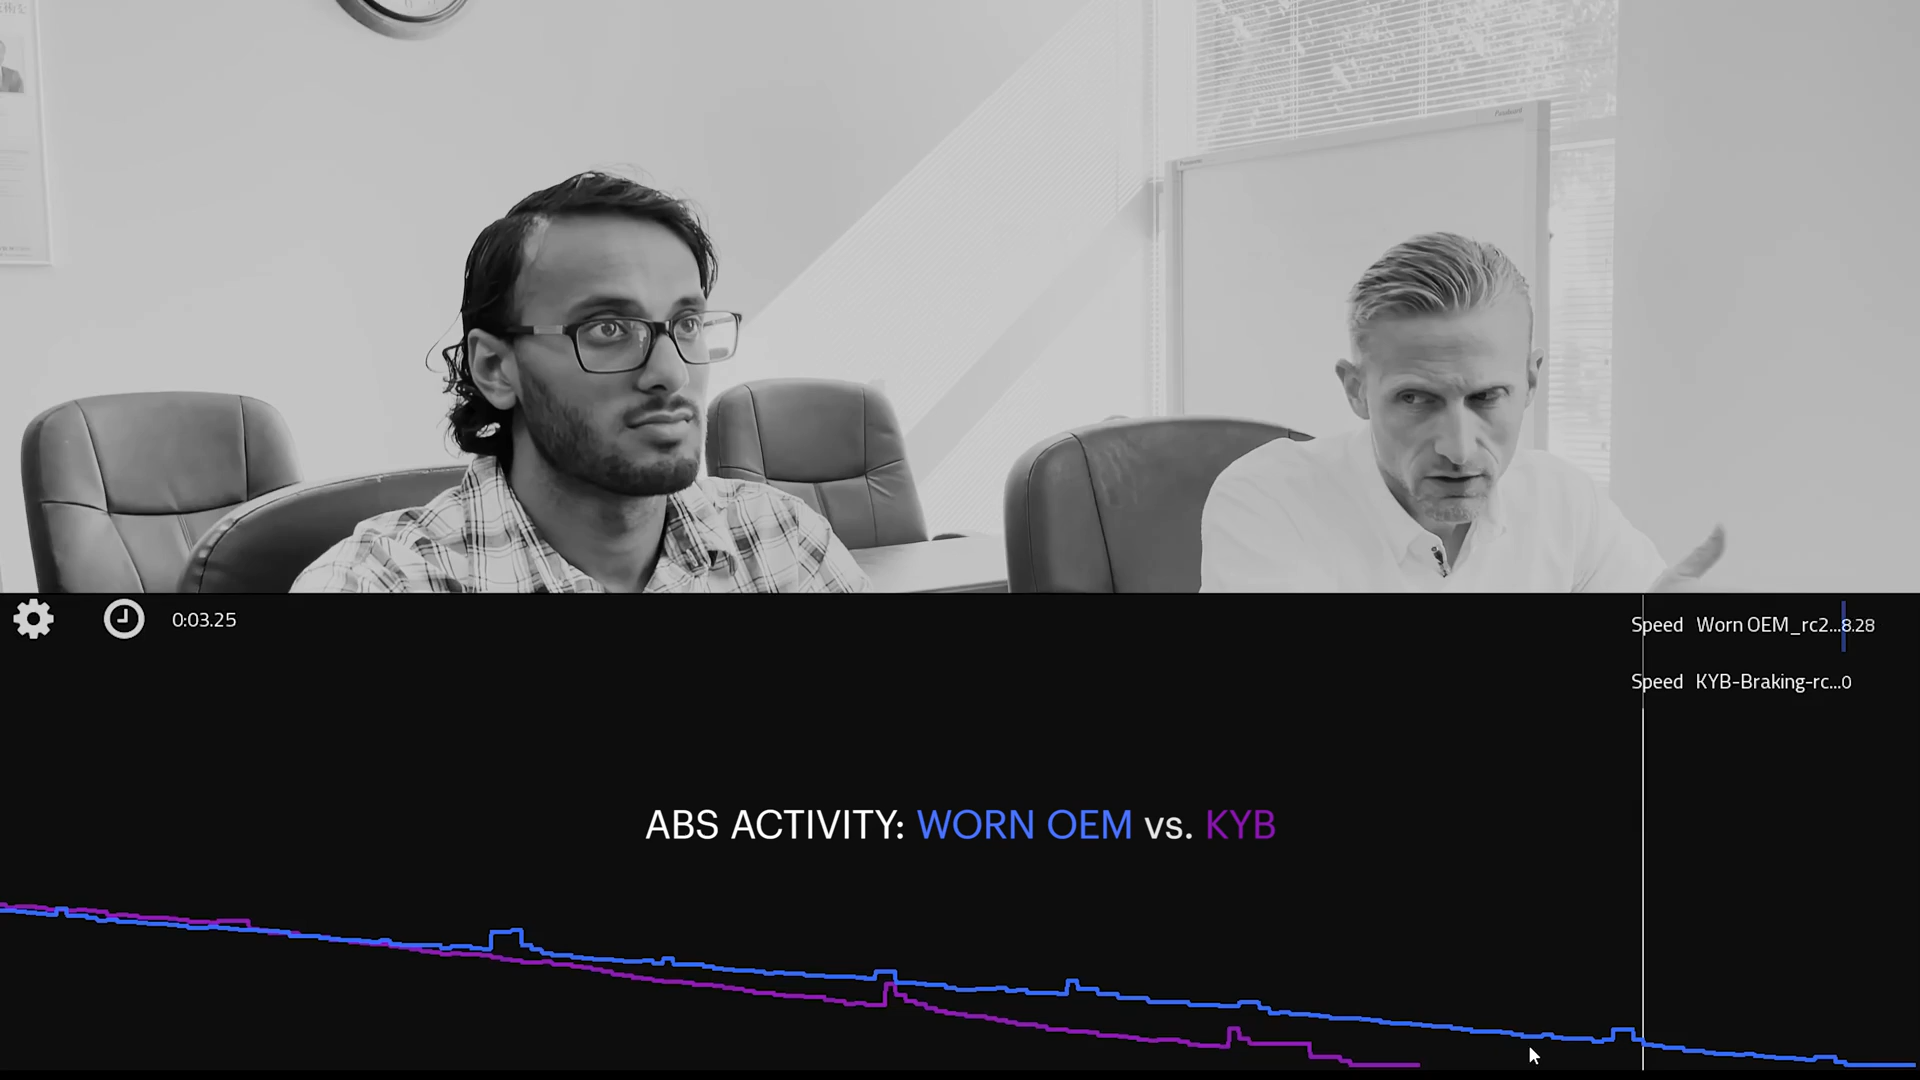 0:03.25
Speed Worn OEM_rc2...8.28
Speed KYB-Braking-rc...0
ABS ACTIVITY: WORN OEM vs. KYB